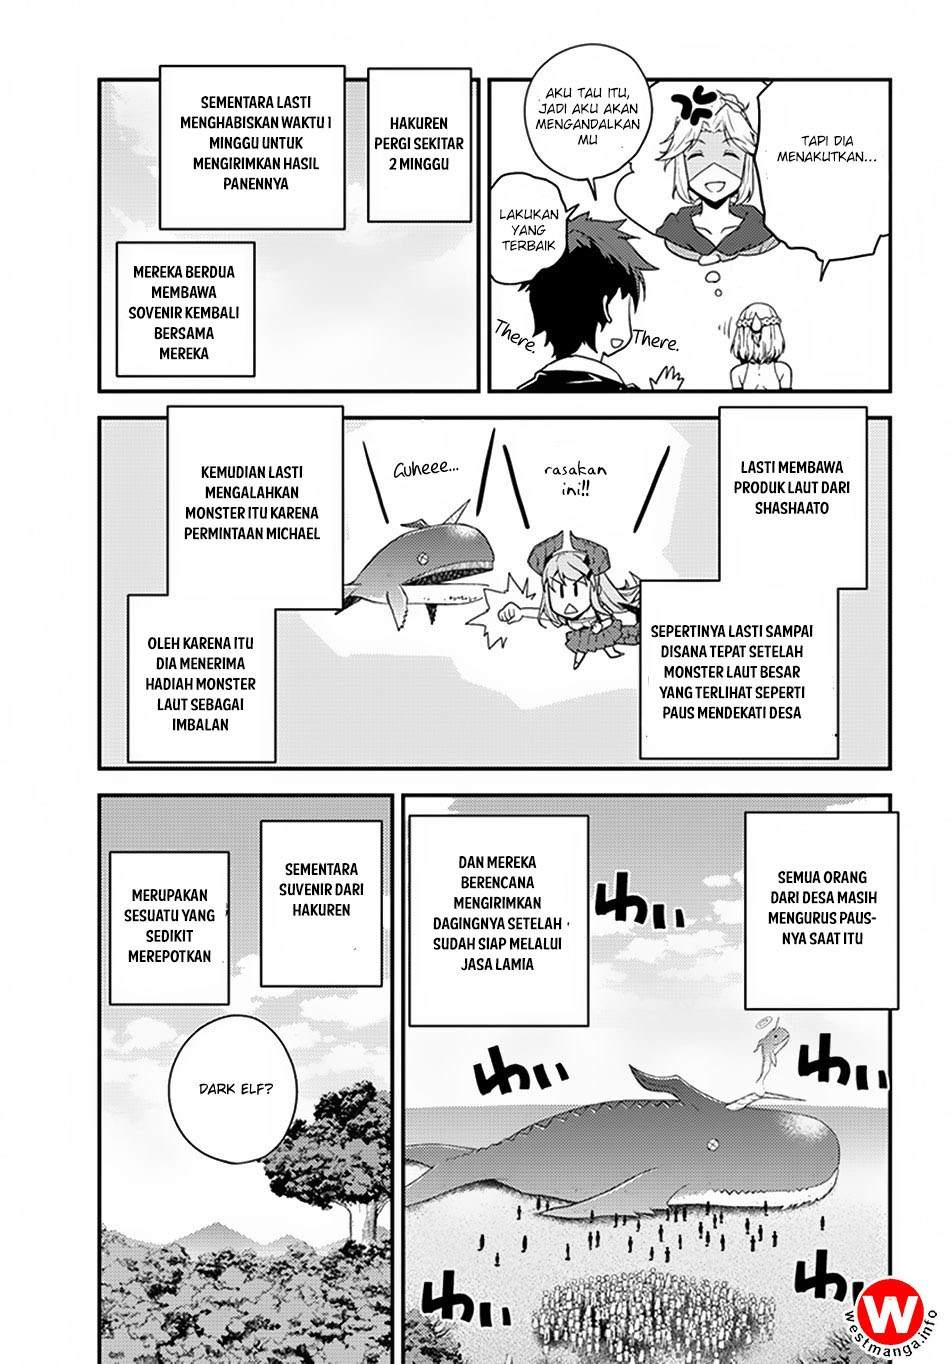 TAPI DIA
MENAKUTKAN...
AKU TAU ITU,
JADI AKU AKAN
MENGANDALKAN
MU
LAKUKAN
YANG
TERBAIK
There.
There.
HAKUREN
PERGI SEKITAR
2 MINGGU
SEMENTARA LASTI
MENGHABISKAN WAKTU 1
MINGGU UNTUK
MENGIRIMKAN HASIL
PANENNYA
MEREKA BERDUA
MEMBAWA
SOVENIR KEMBALI
BERSAMA
MEREKA
LASTI MEMBAWA
PRODUK LAUT DARI
SHASHAATO
SEPERTINYA LASTI SAMPAI
DISANA TEPAT SETELAH
MONSTER LAUT BESAR
YANG TERLIHAT SEPERTI
PAUS MENDEKATI DESA
rasakan
ini!!
Guheee...
KEMUDIAN LASTI
MENGALAHKAN
MONSTER ITU KARENA
PERMINTAAN MICHAEL
OLEH KARENA ITU
DIA MENERIMA
HADIAH MONSTER
LAUT SEBAGAI
IMBALAN
SEMUA ORANG
DARI DESA MASIH
MENGURUS PAUS-
NYA SAAT ITU
DAN MEREKA
BERENCANA
MENGIRIMKAN
DAGINGNYA SETELAH
SUDAH SIAP MELALUI
JASA LAMIA
わい
わい
わい
わい
SEMENTARA
SUVENIR DARI
HAKUREN
MERUPAKAN
SESUATU YANG
SEDIKIT
MEREPOTKAN
DARK ELF?
W
westmanga.info